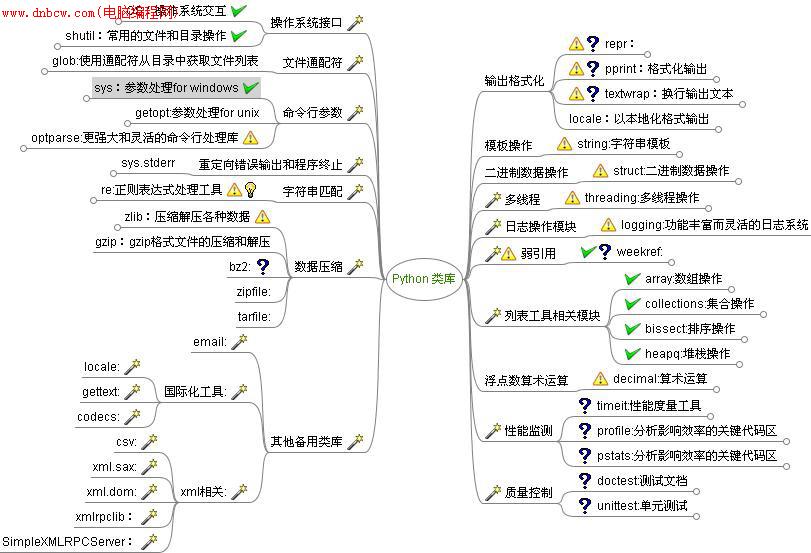 www.dnbcw.com(电脑编程网)
操作系统交互
shutil：常用的文件和目录操作
操作系统接口
glob:使用通配符从目录中获取文件列表
文件通配符
sys：参数处理for windows
getopt:参数处理for unix
optparse:更强大和灵活的命令行处理库
命令行参数
sys.stderr
重定向错误输出和程序终止
re:正则表达式处理工具
字符串匹配
zlib：压缩解压各种数据
gzip：gzip格式文件的压缩和解压
bz2:
zipfile:
tarfile:
数据压缩
email:
locale:
gettext:
codecs:
国际化工具:
其他备用类库
csv:
xml.sax:
xml.dom:
xmlrpclib：
SimpleXMLRPCServer：
xml相关:
Python 类库
输出格式化
repr：
pprint：格式化输出
textwrap：换行输出文本
locale：以本地化格式输出
模板操作
string:字符串模板
二进制数据操作
struct:二进制数据操作
多线程
threading:多线程操作
日志操作模块
logging:功能丰富而灵活的日志系统
弱引用
weekref:
列表工具相关模块
array:数组操作
collections:集合操作
bissect:排序操作
heapq:堆栈操作
浮点数算术运算
decimal:算术运算
性能监测
timeit:性能度量工具
profile:分析影响效率的关键代码区
pstats:分析影响效率的关键代码区
质量控制
doctest:测试文档
unittest:单元测试